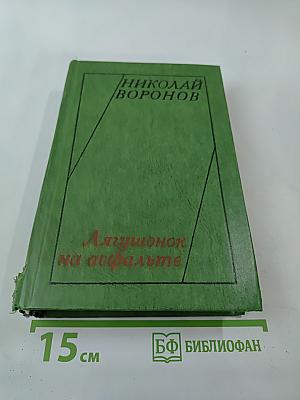 НИКОЛАЙ
ВОРОНОВ
Лягушонок
на асфальте
15 см
БФ БИБЛИОФАН